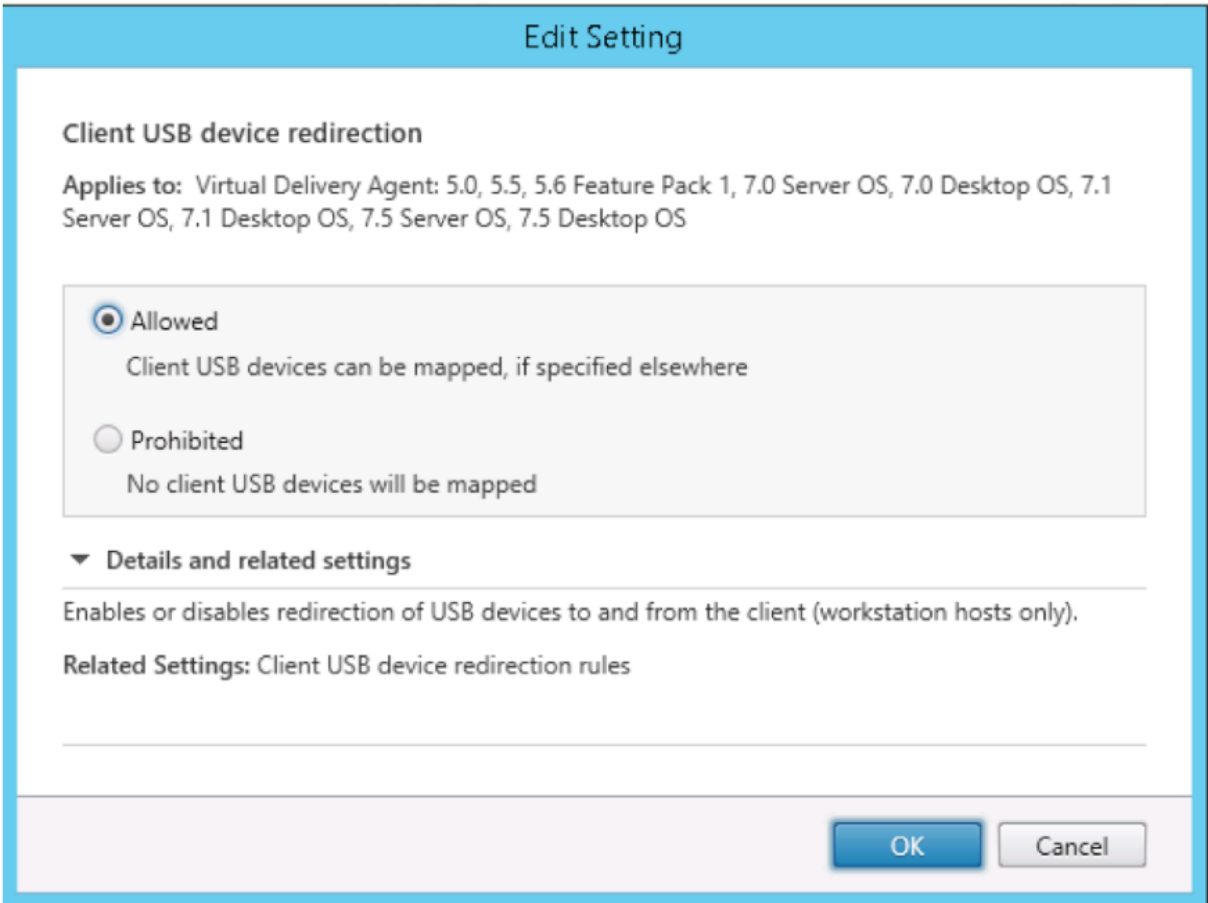 Edit Setting
Client USB device redirection
Applies to: Virtual Delivery Agent: 5.0, 5.5, 5.6 Feature Pack 1, 7.0 Server OS, 7.0 Desktop OS, 7.1
Server OS, 7.1 Desktop OS, 7.5 Server OS, 7.5 Desktop OS
Allowed
Client USB devices can be mapped, if specified elsewhere
Prohibited
No client USB devices will be mapped
Details and related settings
Enables or disables redirection of USB devices to and from the client (workstation hosts only).
Related Settings: Client USB device redirection rules
OK Cancel